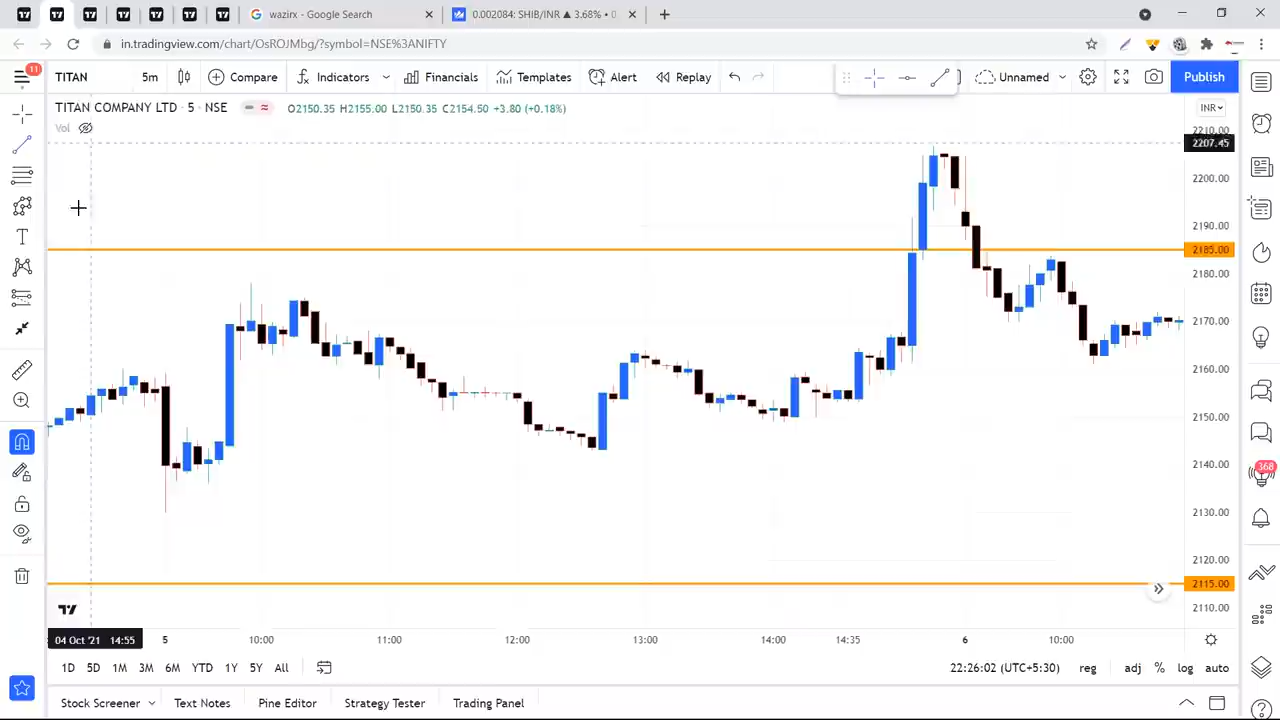 wazirx - Google Search
0.002084: SHIB/INR ▲ 3.68% • 0
in.tradingview.com/chart/OsROJMbg/?symbol=NSE%3ANIFTY
11
TITAN
5m
Compare
Indicators
Financials
Templates
Alert
Replay
Unnamed
Publish
TITAN COMPANY LTD · 5 · NSE
O2150.35 H2155.00 L2150.35 C2154.50 +3.80 (+0.18%)
INR
Vol
2210.00
2207.45
2200.00
2190.00
2185.00
2180.00
2170.00
2160.00
2150.00
2140.00
2130.00
2120.00
2115.00
2110.00
368
04 Oct '21 14:55
5
10:00
11:00
12:00
13:00
14:00
14:35
6
10:00
1D 5D 1M 3M 6M YTD 1Y 5Y All
22:26:02 (UTC+5:30)
reg
adj
%
log
auto
Stock Screener
Text Notes
Pine Editor
Strategy Tester
Trading Panel